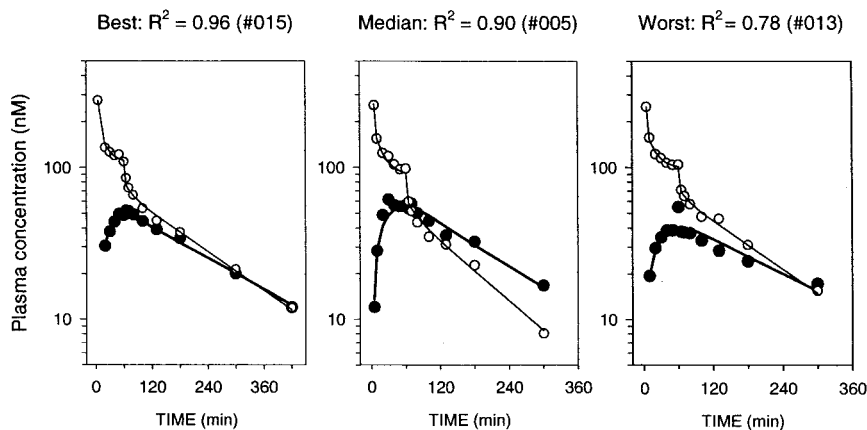 Best: R² = 0.96 (#015)
Median: R² = 0.90 (#005)
Worst: R² = 0.78 (#013)
Plasma concentration (nM)
100
10
0 120 240 360
TIME (min)
100
10
0 120 240 360
TIME (min)
100
10
0 120 240 360
TIME (min)